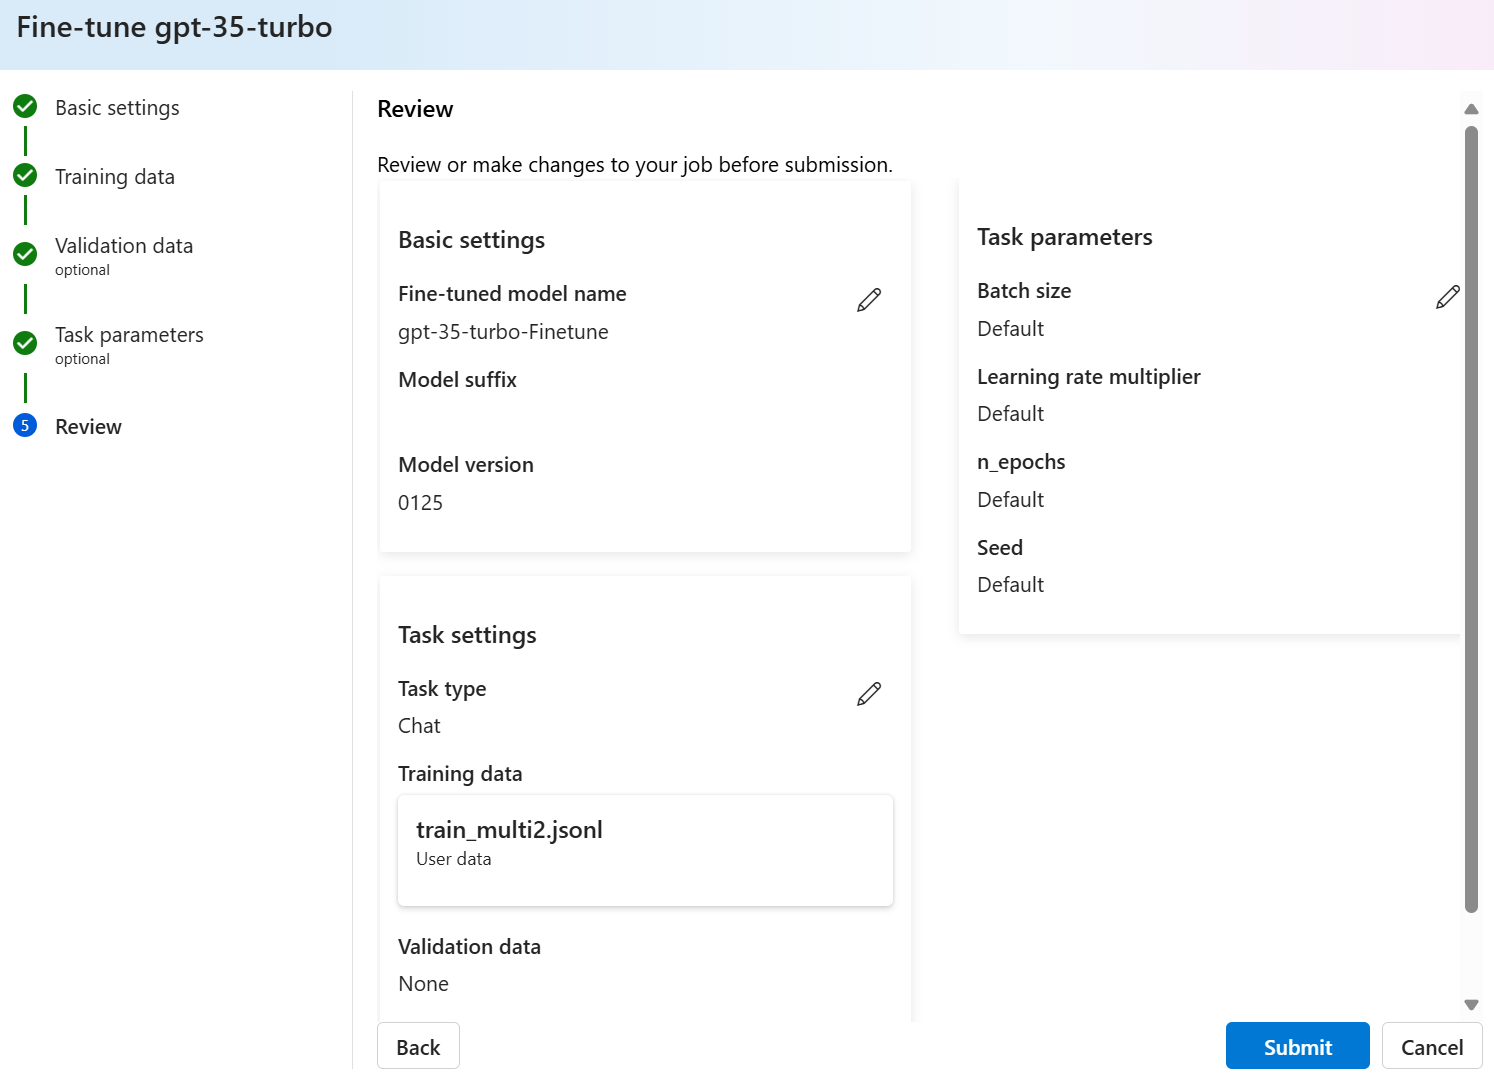 Fine-tune gpt-35-turbo
Basic settings
Training data
Validation data
optional
Task parameters
optional
5
Review
Review
Review or make changes to your job before submission.
Basic settings
Fine-tuned model name
gpt-35-turbo-Finetune
Model suffix
Model version
0125
Task settings
Task type
Chat
Training data
train_multi2.jsonl
User data
Validation data
None
Task parameters
Batch size
Default
Learning rate multiplier
Default
n_epochs
Default
Seed
Default
Back
Submit
Cancel